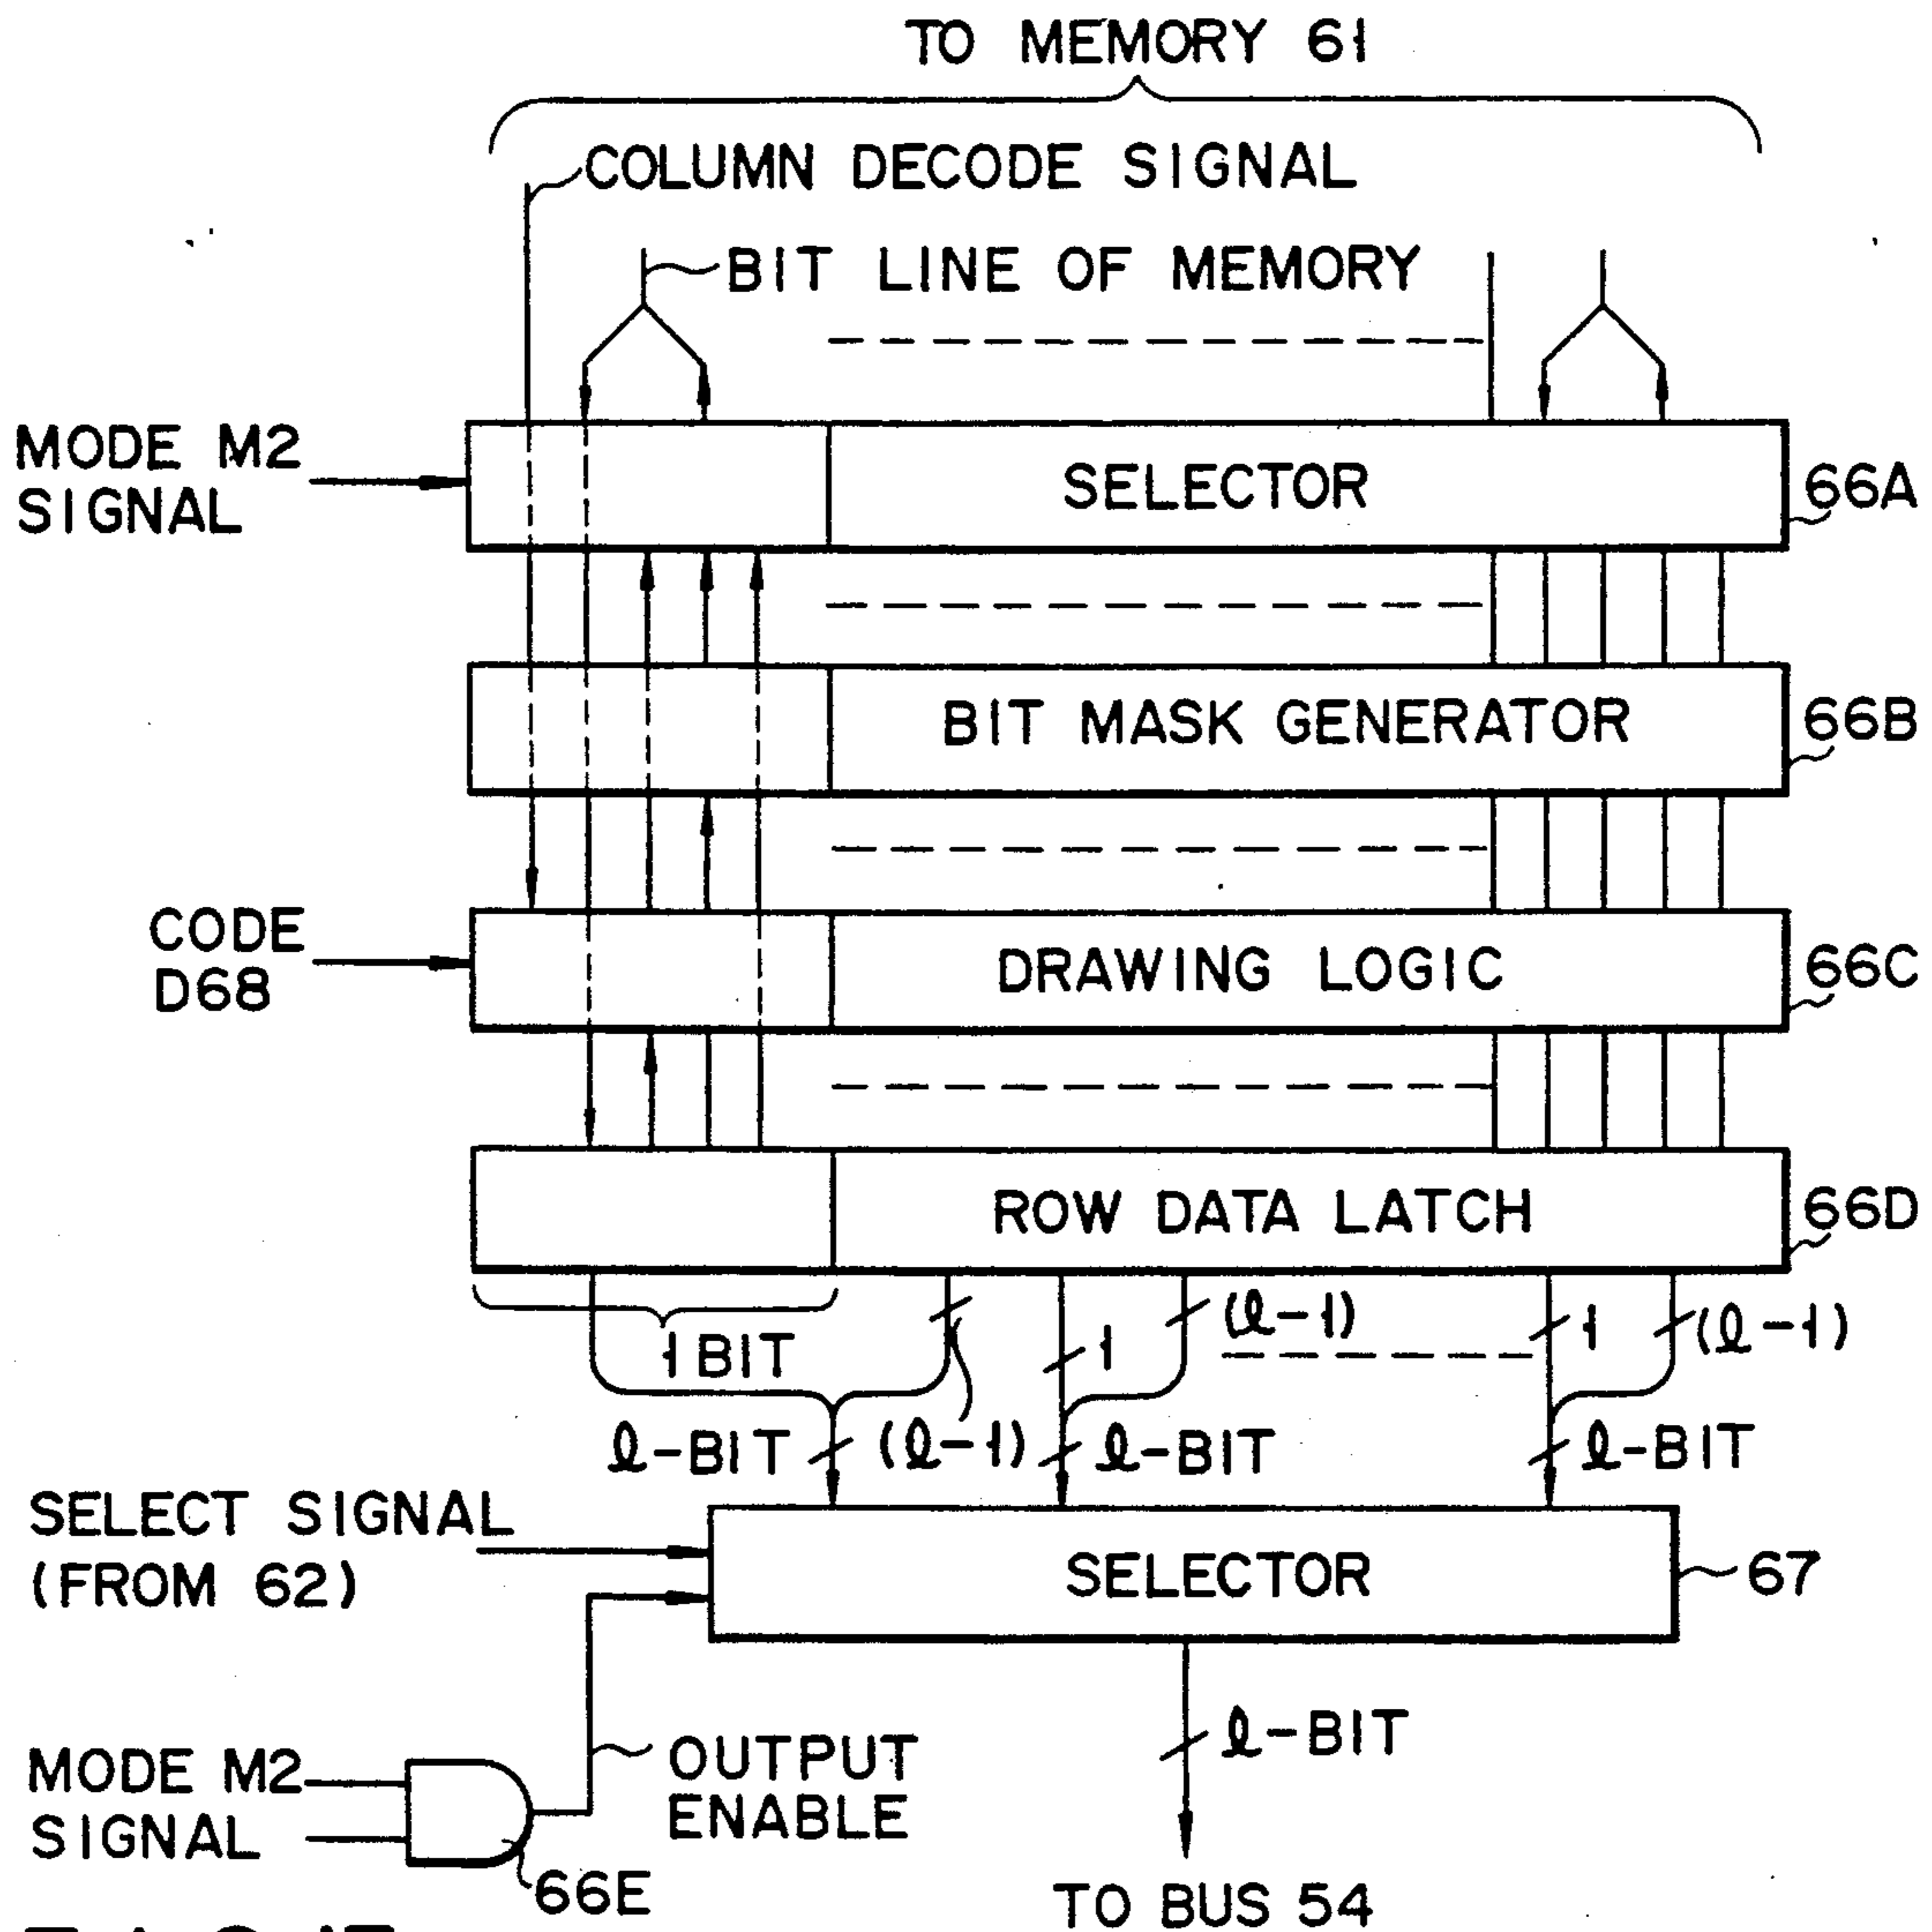 TO MEMORY 61
COLUMN DECODE SIGNAL
BIT LINE OF MEMORY
MODE M2
SIGNAL
SELECTOR
66A
BIT MASK GENERATOR
66B
CODE
D68
DRAWING LOGIC
66C
ROW DATA LATCH
66D
1 BIT
1
(ℓ-1)
1
(ℓ-1)
ℓ-BIT
(ℓ-1)
ℓ-BIT
ℓ-BIT
SELECT SIGNAL
(FROM 62)
SELECTOR
67
ℓ-BIT
MODE M2
SIGNAL
OUTPUT
ENABLE
66E
TO BUS 54